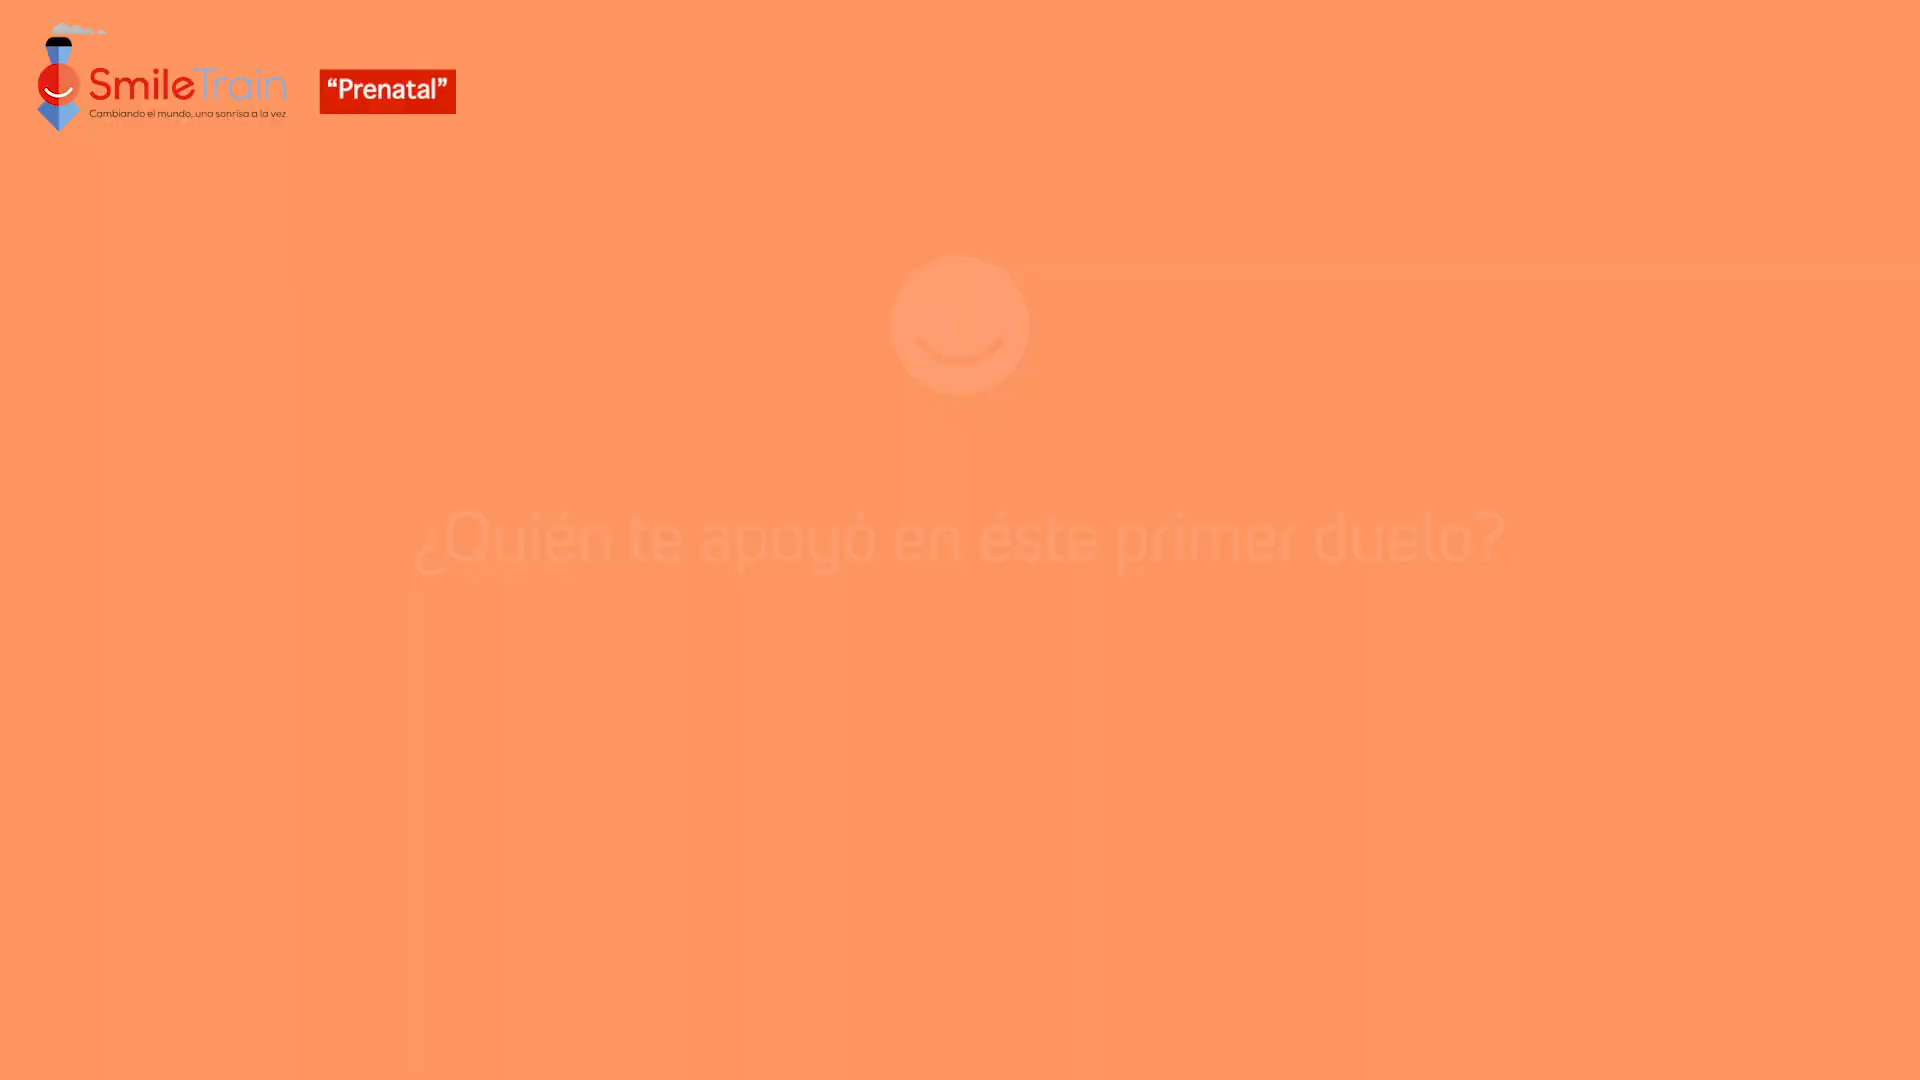 SmileTrain
Cambiando el mundo, una sonrisa a la vez
“Prenatal”
¿Quién te apoyó en éste primer duelo?